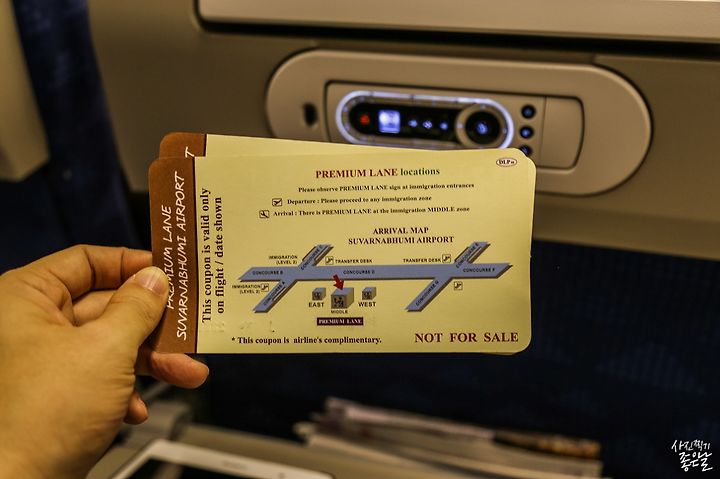 PREMIUM LANE
SUVARNABHUMI AIRPORT
This coupon is valid only
on flight / date shown
PREMIUM LANE locations
DLP
Please observe PREMIUM LANE sign at immigration entrances
Departure : Please proceed to any immigration zone
Arrival : There is PREMIUM LANE at the immigration MIDDLE zone
ARRIVAL MAP
SUVARNABHUMI AIRPORT
IMMIGRATION
(LEVEL 2)
CONCOURSE C
TRANSFER DESK
TRANSFER DESK
CONCOURSE B
CONCOURSE D
CONCOURSE F
IMMIGRATION
(LEVEL 2)
CONCOURSE A
CONCOURSE G
EAST
MIDDLE
WEST
PREMIUM LANE
* This coupon is airline's complimentary.
NOT FOR SALE
사진찍기
좋은날